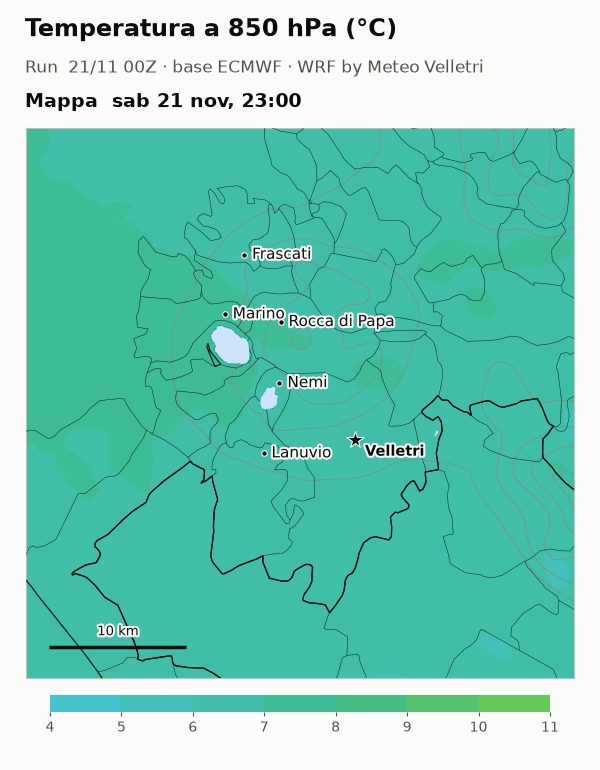 Temperatura a 850 hPa (°C)
Run  21/11 00Z · base ECMWF · WRF by Meteo Velletri
Mappa  sab 21 nov, 23:00
Frascati
Marino
Rocca di Papa
Nemi
Velletri
Lanuvio
10 km
4 5 6 7 8 9 10 11